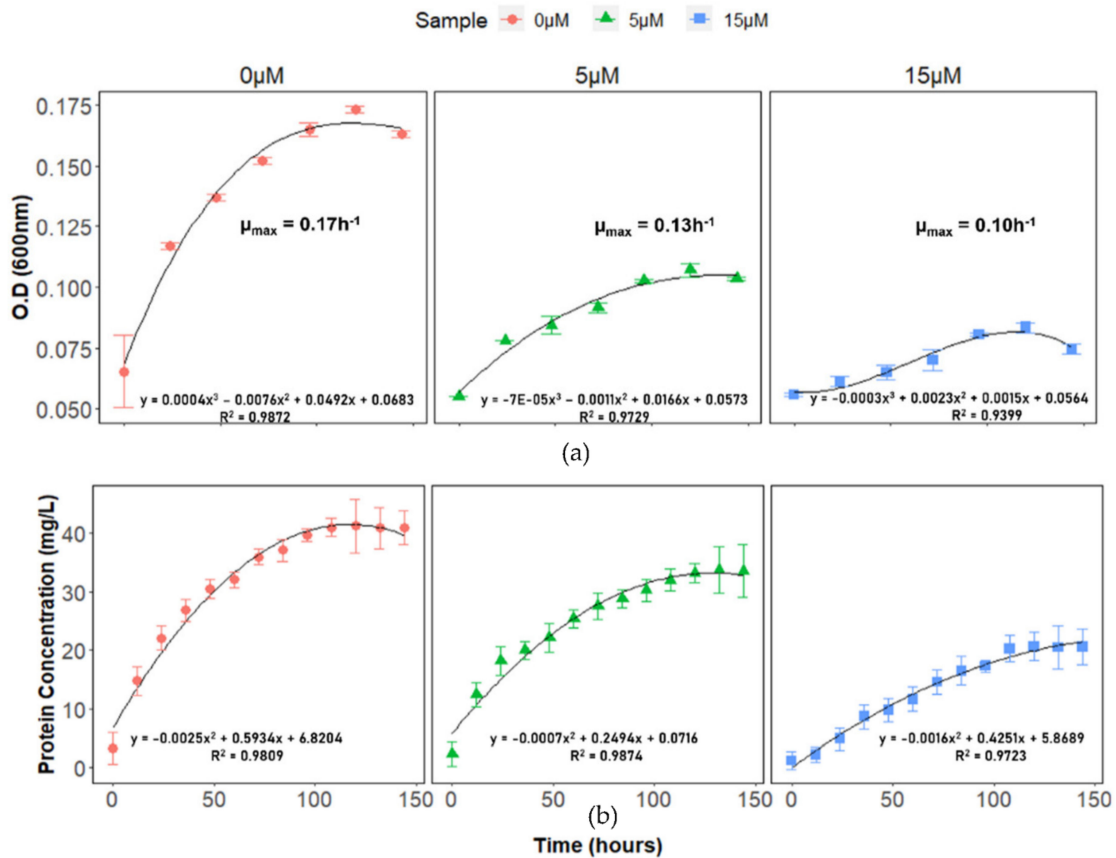 Sample 0µM 5µM 15µM
0µM 5µM 15µM
0.175
0.150
0.125
0.100
0.075
0.050
O.D (600nm)
µmax = 0.17h⁻¹
µmax = 0.13h⁻¹
µmax = 0.10h⁻¹
y = 0.0004x³ − 0.0076x² + 0.0492x + 0.0683
R² = 0.9872
y = −7E-05x³ − 0.0011x² + 0.0166x + 0.0573
R² = 0.9729
y = −0.0003x³ + 0.0023x² + 0.0015x + 0.0564
R² = 0.9399
(a)
40
30
20
10
0
Protein Concentration (mg/L)
y = −0.0025x² + 0.5934x + 6.8204
R² = 0.9809
y = −0.0007x² + 0.2494x + 0.0716
R² = 0.9874
y = −0.0016x² + 0.4251x + 5.8689
R² = 0.9723
0 50 100 150 0 50 100 150 0 50 100 150
(b)
Time (hours)